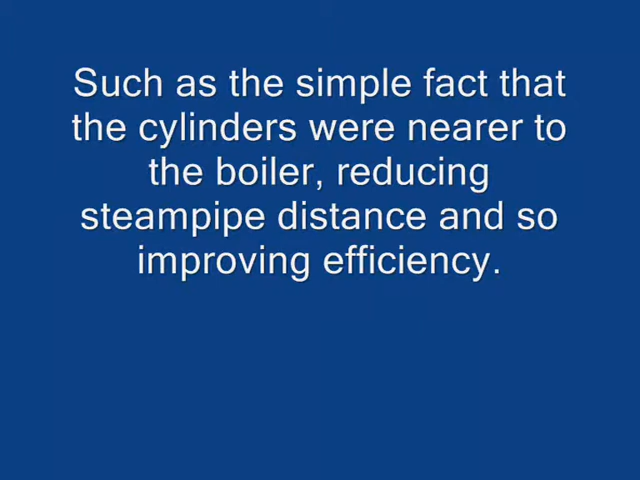 Such as the simple fact that
the cylinders were nearer to
the boiler, reducing
steampipe distance and so
improving efficiency.